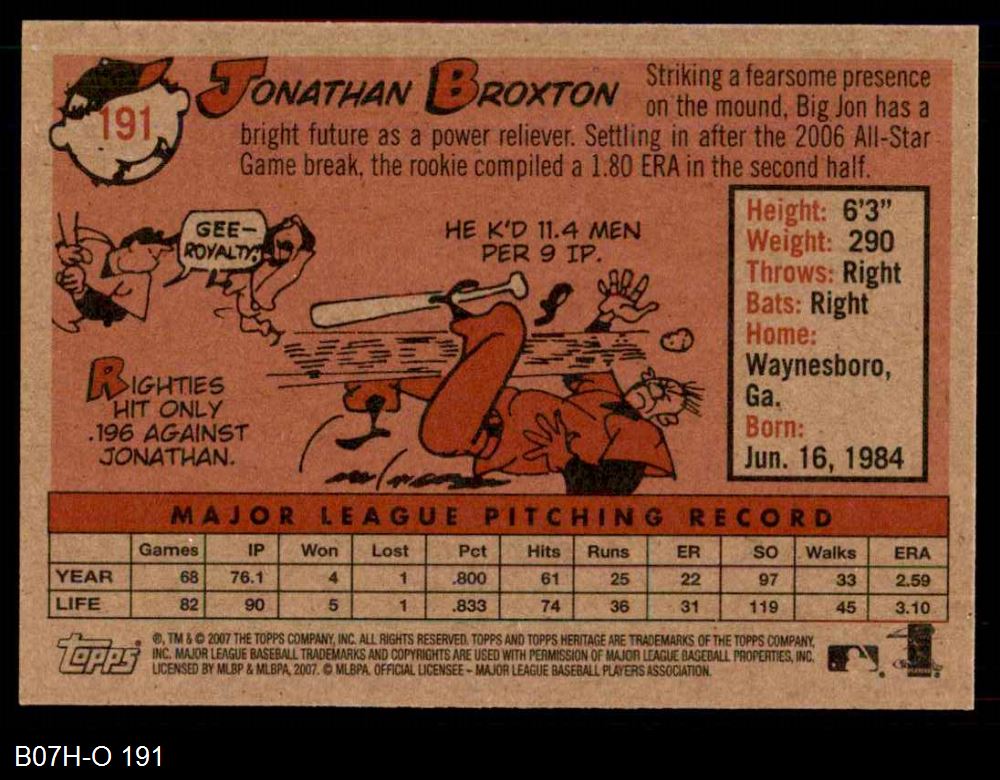 191
JONATHAN BROXTON
Striking a fearsome presence
on the mound, Big Jon has a
bright future as a power reliever. Settling in after the 2006 All-Star
Game break, the rookie compiled a 1.80 ERA in the second half.
GEE-
ROYALTY!
HE K'D 11.4 MEN
PER 9 IP.
RIGHTIES
HIT ONLY
.196 AGAINST
JONATHAN.
Height: 6'3"
Weight: 290
Throws: Right
Bats: Right
Home:
Waynesboro,
Ga.
Born:
Jun. 16, 1984
MAJOR LEAGUE PITCHING RECORD
Games IP Won Lost Pct Hits Runs ER SO Walks ERA
YEAR 68 76.1 4 1 .800 61 25 22 97 33 2.59
LIFE 82 90 5 1 .833 74 36 31 119 45 3.10
Topps
®, TM & © 2007 THE TOPPS COMPANY, INC. ALL RIGHTS RESERVED. TOPPS AND TOPPS HERITAGE ARE TRADEMARKS OF THE TOPPS COMPANY,
INC. MAJOR LEAGUE BASEBALL TRADEMARKS AND COPYRIGHTS ARE USED WITH PERMISSION OF MAJOR LEAGUE BASEBALL PROPERTIES, INC.
LICENSED BY MLBP & MLBPA, 2007. © MLBPA. OFFICIAL LICENSEE – MAJOR LEAGUE BASEBALL PLAYERS ASSOCIATION.
B07H-O 191